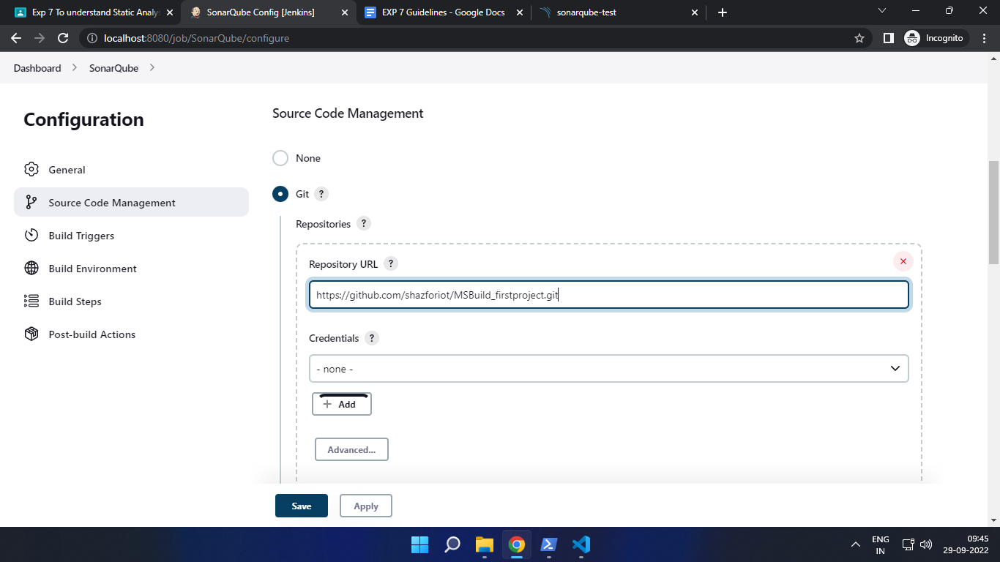 Exp 7 To understand Static Analy
SonarQube Config [Jenkins]
EXP 7 Guidelines - Google Docs
sonarqube-test
localhost:8080/job/SonarQube/configure
Incognito
Dashboard
SonarQube
Configuration
General
Source Code Management
Build Triggers
Build Environment
Build Steps
Post-build Actions
Source Code Management
None
Git ?
Repositories ?
Repository URL ?
https://github.com/shazforiot/MSBuild_firstproject.git
Credentials ?
- none -
+ Add
Advanced...
Save
Apply
ENG
IN
09:45
29-09-2022